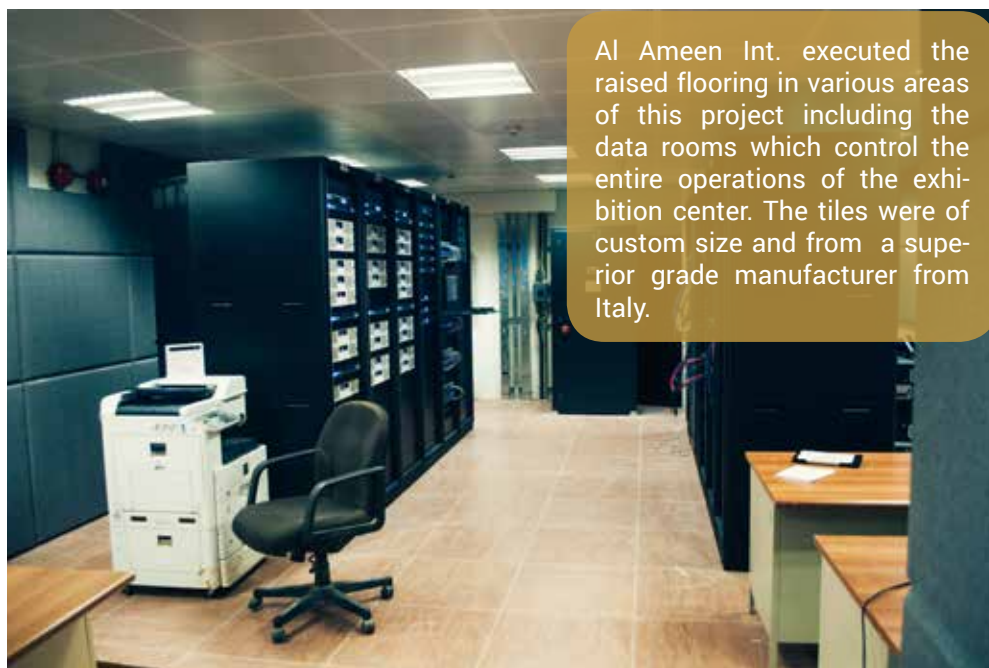 Al Ameen Int. executed the
raised flooring in various areas
of this project including the
data rooms which control the
entire operations of the exhi-
bition center. The tiles were of
custom size and from a supe-
rior grade manufacturer from
Italy.